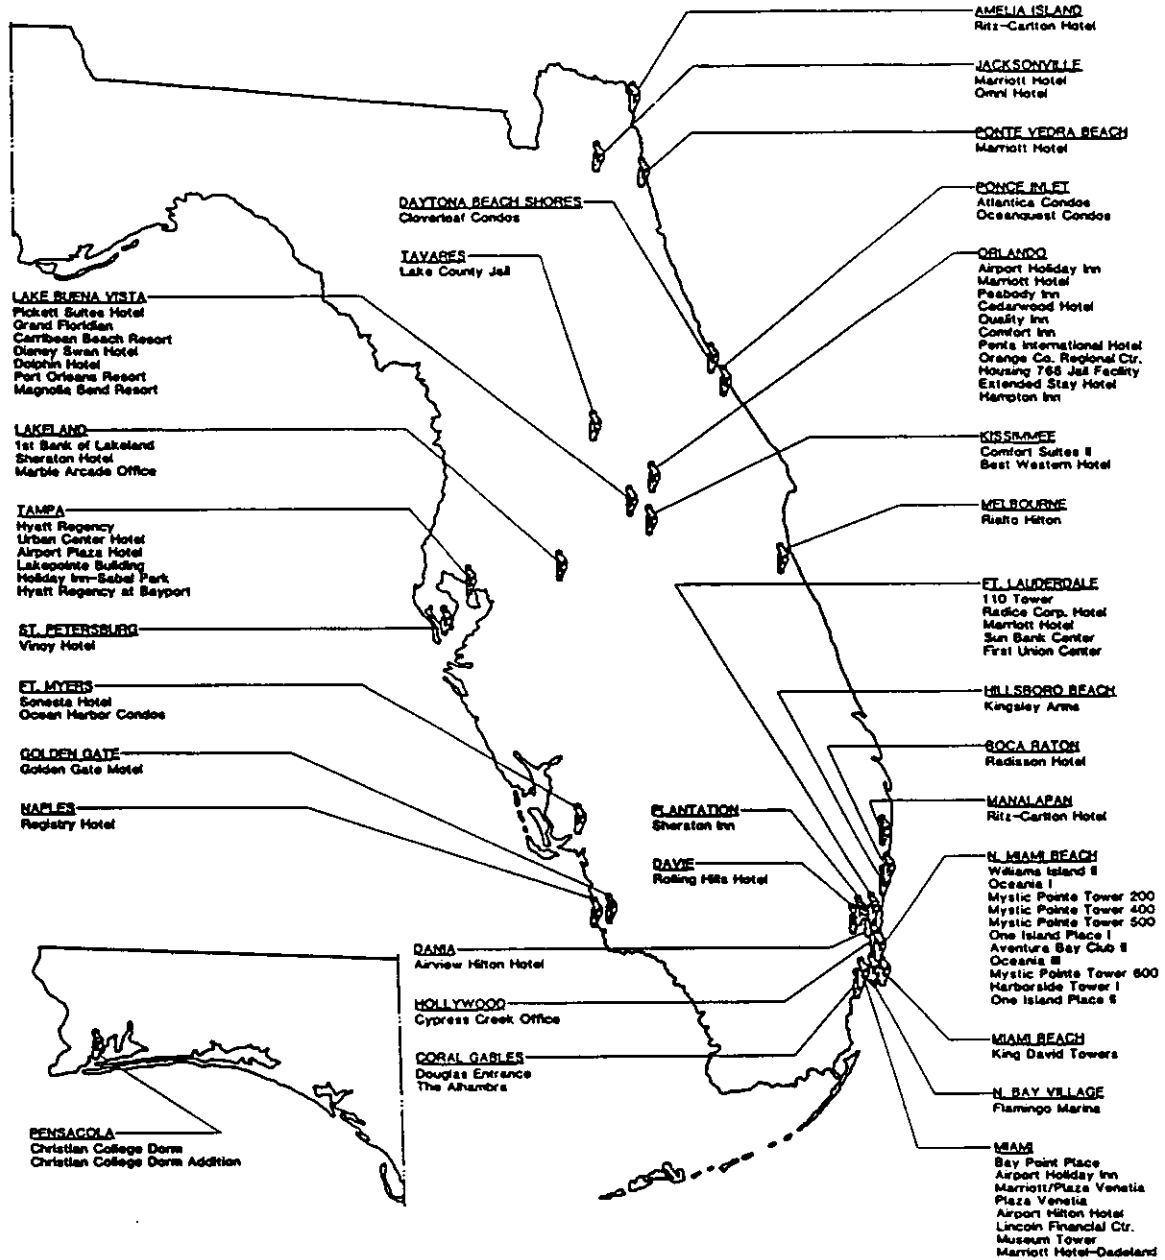 AMELIA ISLAND
Ritz-Carlton Hotel
JACKSONVILLE
Marriott Hotel
Omni Hotel
PONTE VEDRA BEACH
Marriott Hotel
PONCE INLET
Atlantica Condos
Oceanquest Condos
DAYTONA BEACH SHORES
Cloverleaf Condos
TAVARES
Lake County Jail
ORLANDO
Airport Holiday Inn
Marriott Hotel
Peabody Inn
Cedarwood Hotel
Quality Inn
Comfort Inn
Penta International Hotel
Orange Co. Regional Ctr.
Housing 768 Jail Facility
Extended Stay Hotel
Hampton Inn
LAKE BUENA VISTA
Pickett Suites Hotel
Grand Floridian
Carribean Beach Resort
Disney Swan Hotel
Dolphin Hotel
Port Orleans Resort
Magnolia Bend Resort
LAKELAND
1st Bank of Lakeland
Sheraton Hotel
Marble Arcade Office
KISSIMMEE
Comfort Suites II
Best Western Hotel
TAMPA
Hyatt Regency
Urban Center Hotel
Airport Plaza Hotel
Lakepointe Building
Holiday Inn-Sabal Park
Hyatt Regency at Bayport
MELBOURNE
Rialto Hilton
FT. LAUDERDALE
110 Tower
Radice Corp. Hotel
Marriott Hotel
Sun Bank Center
First Union Center
ST. PETERSBURG
Vinoy Hotel
FT. MYERS
Sonesta Hotel
Ocean Harbor Condos
HILLSBORO BEACH
Kingsley Arms
GOLDEN GATE
Golden Gate Motel
BOCA RATON
Radisson Hotel
NAPLES
Registry Hotel
PLANTATION
Sheraton Inn
MANALAPAN
Ritz-Carlton Hotel
DAVIE
Rolling Hills Hotel
N. MIAMI BEACH
Williams Island II
Oceania I
Mystic Pointe Tower 200
Mystic Pointe Tower 400
Mystic Pointe Tower 500
One Island Place I
Aventura Bay Club II
Oceania III
Mystic Pointe Tower 600
Harborside Tower I
One Island Place II
DANIA
Airview Hilton Hotel
HOLLYWOOD
Cypress Creek Office
CORAL GABLES
Douglas Entrance
The Alhambra
MIAMI BEACH
King David Towers
N. BAY VILLAGE
Flamingo Marina
PENSACOLA
Christian College Dorm
Christian College Dorm Addition
MIAMI
Bay Point Place
Airport Holiday Inn
Marriott/Plaza Venetia
Plaza Venetia
Airport Hilton Hotel
Lincoln Financial Ctr.
Museum Tower
Marriott Hotel-Dadeland